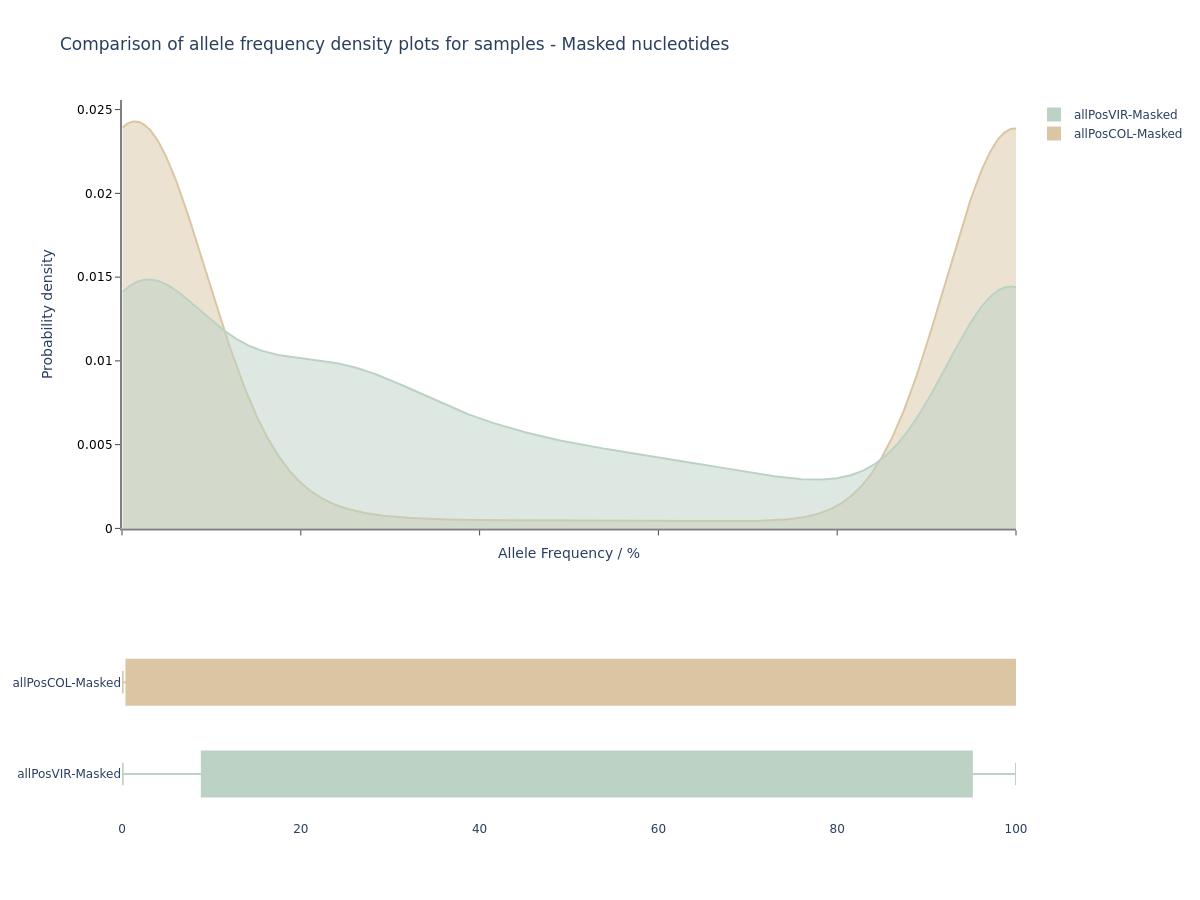 Comparison of allele frequency density plots for samples - Masked nucleotides
allPosVIR-Masked
allPosCOL-Masked
Probability density
0.025
0.02
0.015
0.01
0.005
0
Allele Frequency / %
allPosCOL-Masked
allPosVIR-Masked
0 20 40 60 80 100